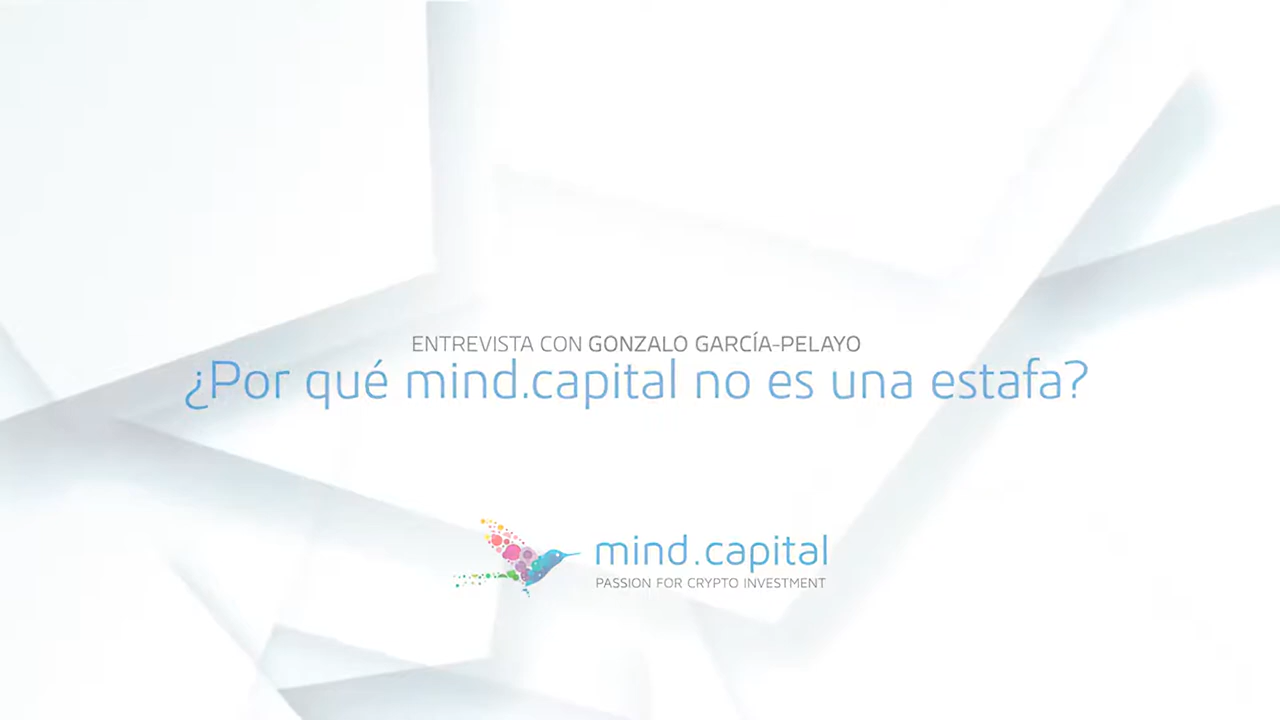 ENTREVISTA CON GONZALO GARCÍA-PELAYO
¿Por qué mind.capital no es una estafa?
mind.capital
PASSION FOR CRYPTO INVESTMENT